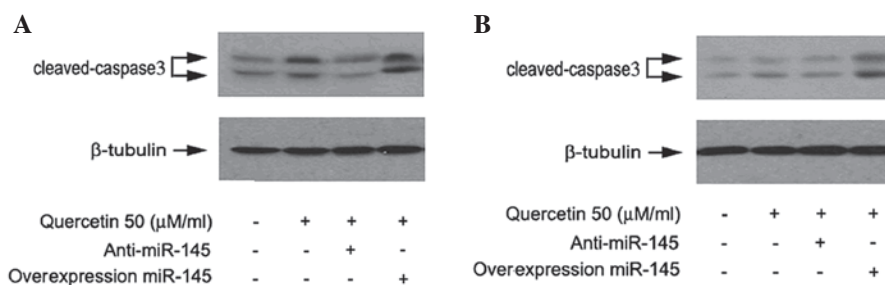 A
cleaved-caspase3
β-tubulin
Quercetin 50 (μM/ml) - + + +
Anti-miR-145 - - + -
Overexpression miR-145 - - - +
B
cleaved-caspase3
β-tubulin
Quercetin 50 (μM/ml) - + + +
Anti-miR-145 - - + -
Overexpression miR-145 - - - +